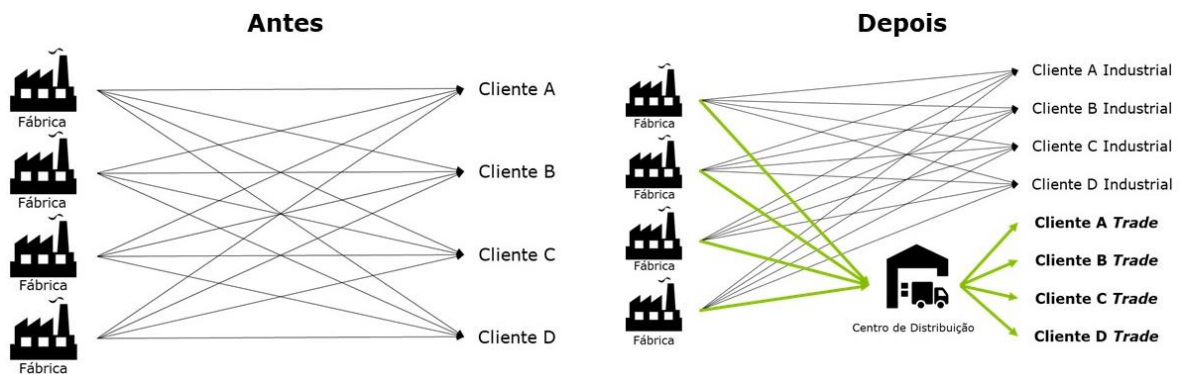 Antes
Fábrica
Fábrica
Fábrica
Fábrica
Cliente A
Cliente B
Cliente C
Cliente D
Depois
Fábrica
Fábrica
Fábrica
Fábrica
Cliente A Industrial
Cliente B Industrial
Cliente C Industrial
Cliente D Industrial
Centro de Distribuição
Cliente A Trade
Cliente B Trade
Cliente C Trade
Cliente D Trade